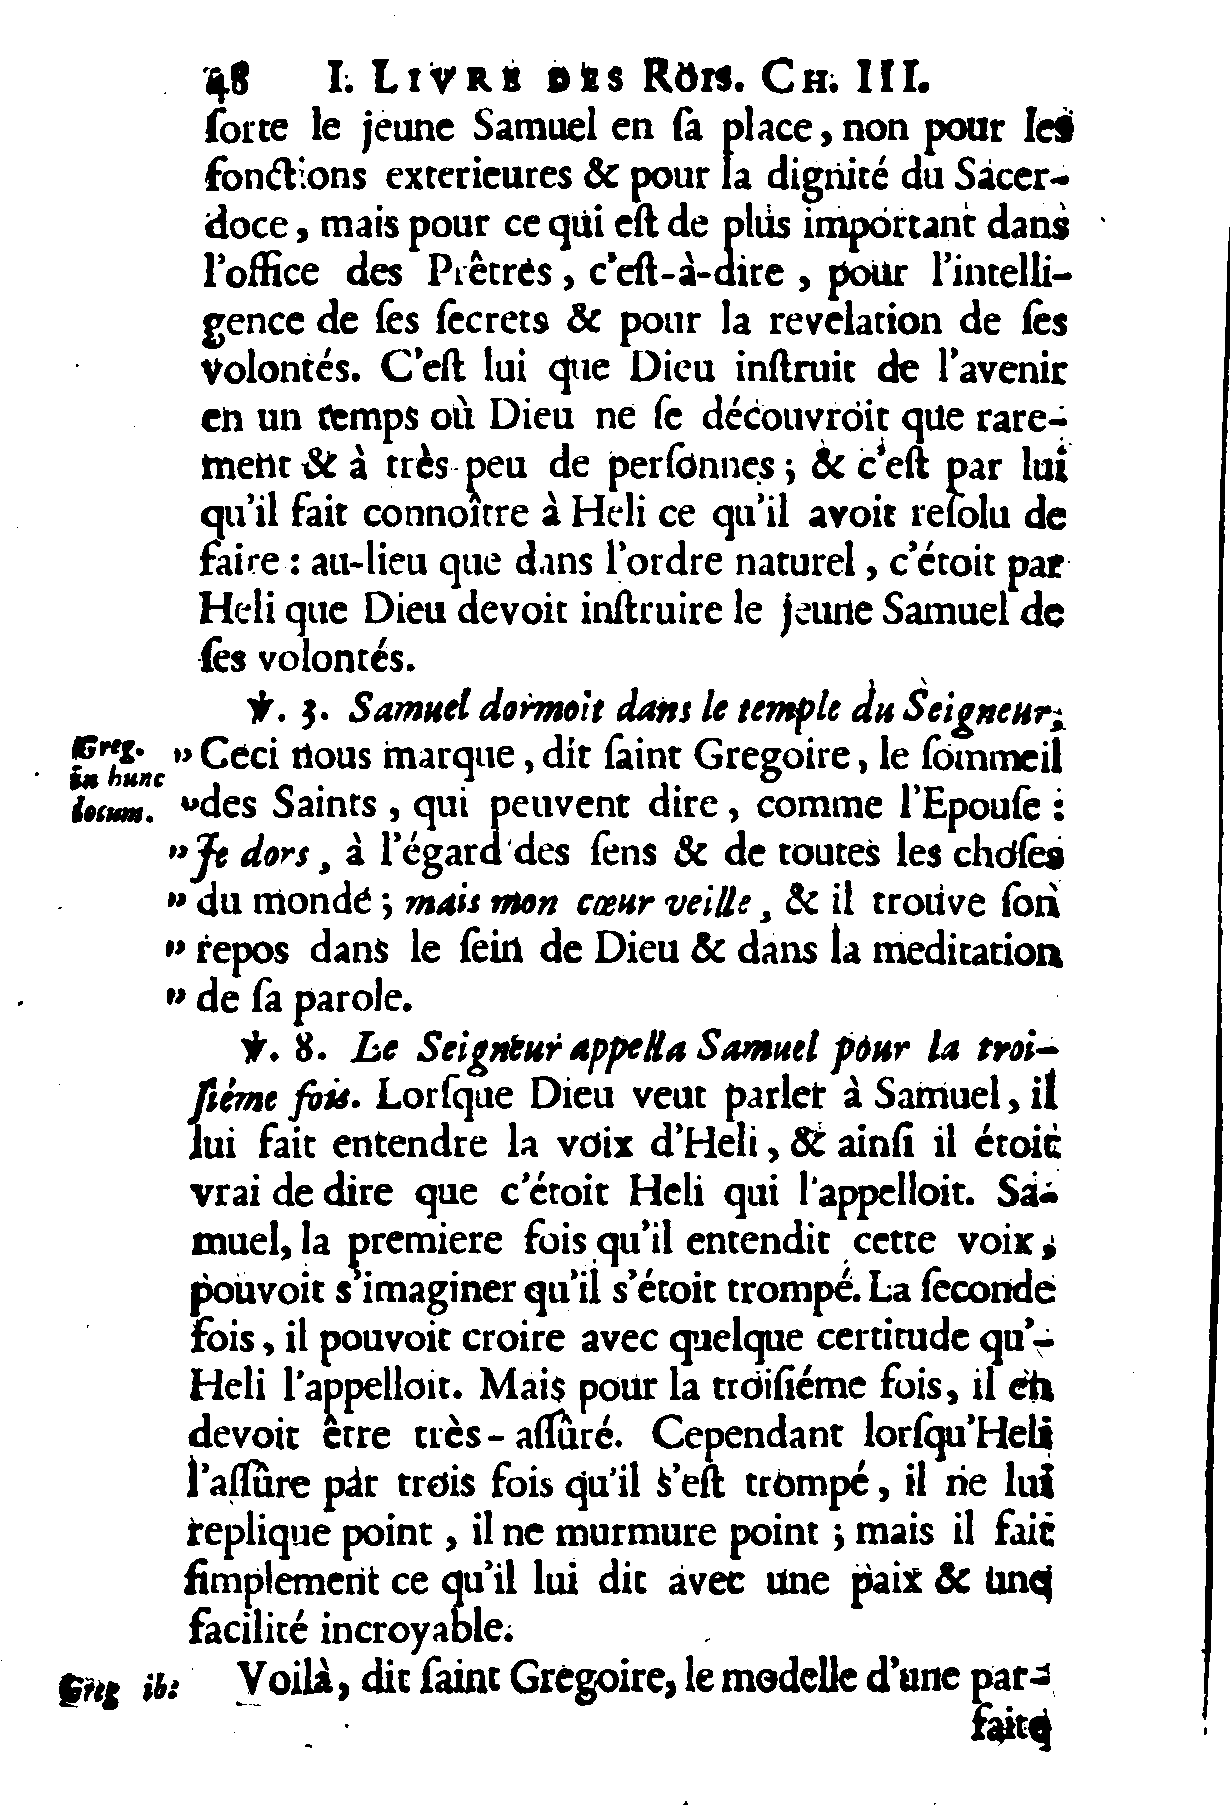 48 I. LIVRE DES ROIS. CH. III.
ſorte le jeune Samuel en ſa place, non pour les
fonctions exterieures & pour la dignité du Sacer-
doce, mais pour ce qui eſt de plus important dans
l'office des Prêtres, c'eſt-à-dire, pour l'intelli-
gence de ſes ſecrets & pour la revelation de ſes
volontés. C'eſt lui que Dieu inſtruit de l'avenir
en un temps où Dieu ne ſe découvroit que rare-
ment & à très-peu de perſonnes; & c'eſt par lui
qu'il fait connoître à Heli ce qu'il avoit reſolu de
faire: au-lieu que dans l'ordre naturel, c'étoit par
Heli que Dieu devoit inſtruire le jeune Samuel de
ſes volontés.
℣. 3. Samuel dormoit dans le temple du Seigneur.
Greg. in hunc locum.
" Ceci nous marque, dit ſaint Gregoire, le ſommeil
" des Saints, qui peuvent dire, comme l'Epouſe:
" Je dors, à l'égard des ſens & de toutes les choſes
" du monde; mais mon cœur veille, & il trouve ſon
" repos dans le ſein de Dieu & dans la meditation
" de ſa parole.
℣. 8. Le Seigneur appella Samuel pour la troi-
ſiéme fois. Lorſque Dieu veut parler à Samuel, il
lui fait entendre la voix d'Heli, & ainſi il étoit
vrai de dire que c'étoit Heli qui l'appelloit. Sa-
muel, la premiere fois qu'il entendit cette voix,
pouvoit s'imaginer qu'il s'étoit trompé. La ſeconde
fois, il pouvoit croire avec quelque certitude qu'-
Heli l'appelloit. Mais pour la troiſiéme fois, il en
devoit être très-aſſûré. Cependant lorſqu'Heli
l'aſſûre par trois fois qu'il s'eſt trompé, il ne lui
replique point, il ne murmure point; mais il fait
ſimplement ce qu'il lui dit avec une paix & une
facilité incroyable.
Greg ib:
Voilà, dit ſaint Gregoire, le modelle d'une par-
faite